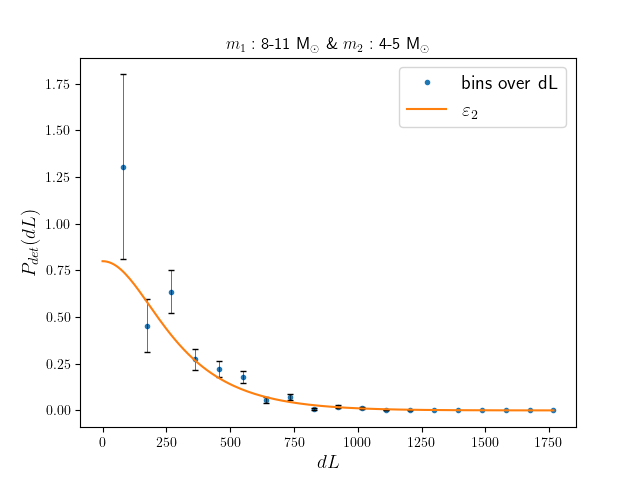 m₁ : 8-11 M⊙ & m₂ : 4-5 M⊙
bins over dL
ε₂
P_det(dL)
1.75
1.50
1.25
1.00
0.75
0.50
0.25
0.00
0 250 500 750 1000 1250 1500 1750
dL